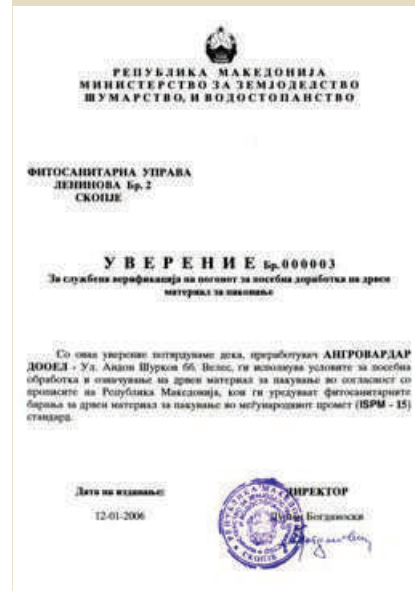 РЕПУБЛИКА МАКЕДОНИЈА
МИНИСТЕРСТВО ЗА ЗЕМЈОДЕЛСТВО
ШУМАРСТВО, И ВОДОСТОПАНСТВО
ФИТОСАНИТАРНА УПРАВА
ЛЕНИНОВА Бр. 2
СКОПЈЕ
УВЕРЕНИЕ Бр. 000003
За службена верификација на погонот за посебна доработка на дрвен
материјал за пакување
Со оваа уверение потврдуваме дека, преработувач АНГРОВАРДАР
ДООЕЛ - Ул. Андон Шурков бб. Велес, ги исполнува условите за посебна
обработка и означување на дрвен материјал за пакување во согласност со
прописите на Република Македонија, кои ги уредуват фитосанитарните
барања за дрвен материјал за пакување во меѓународниот промет (ISPM - 15)
стандард.
Дата на издавање:
12-01-2006
ДИРЕКТОР
Богданоски